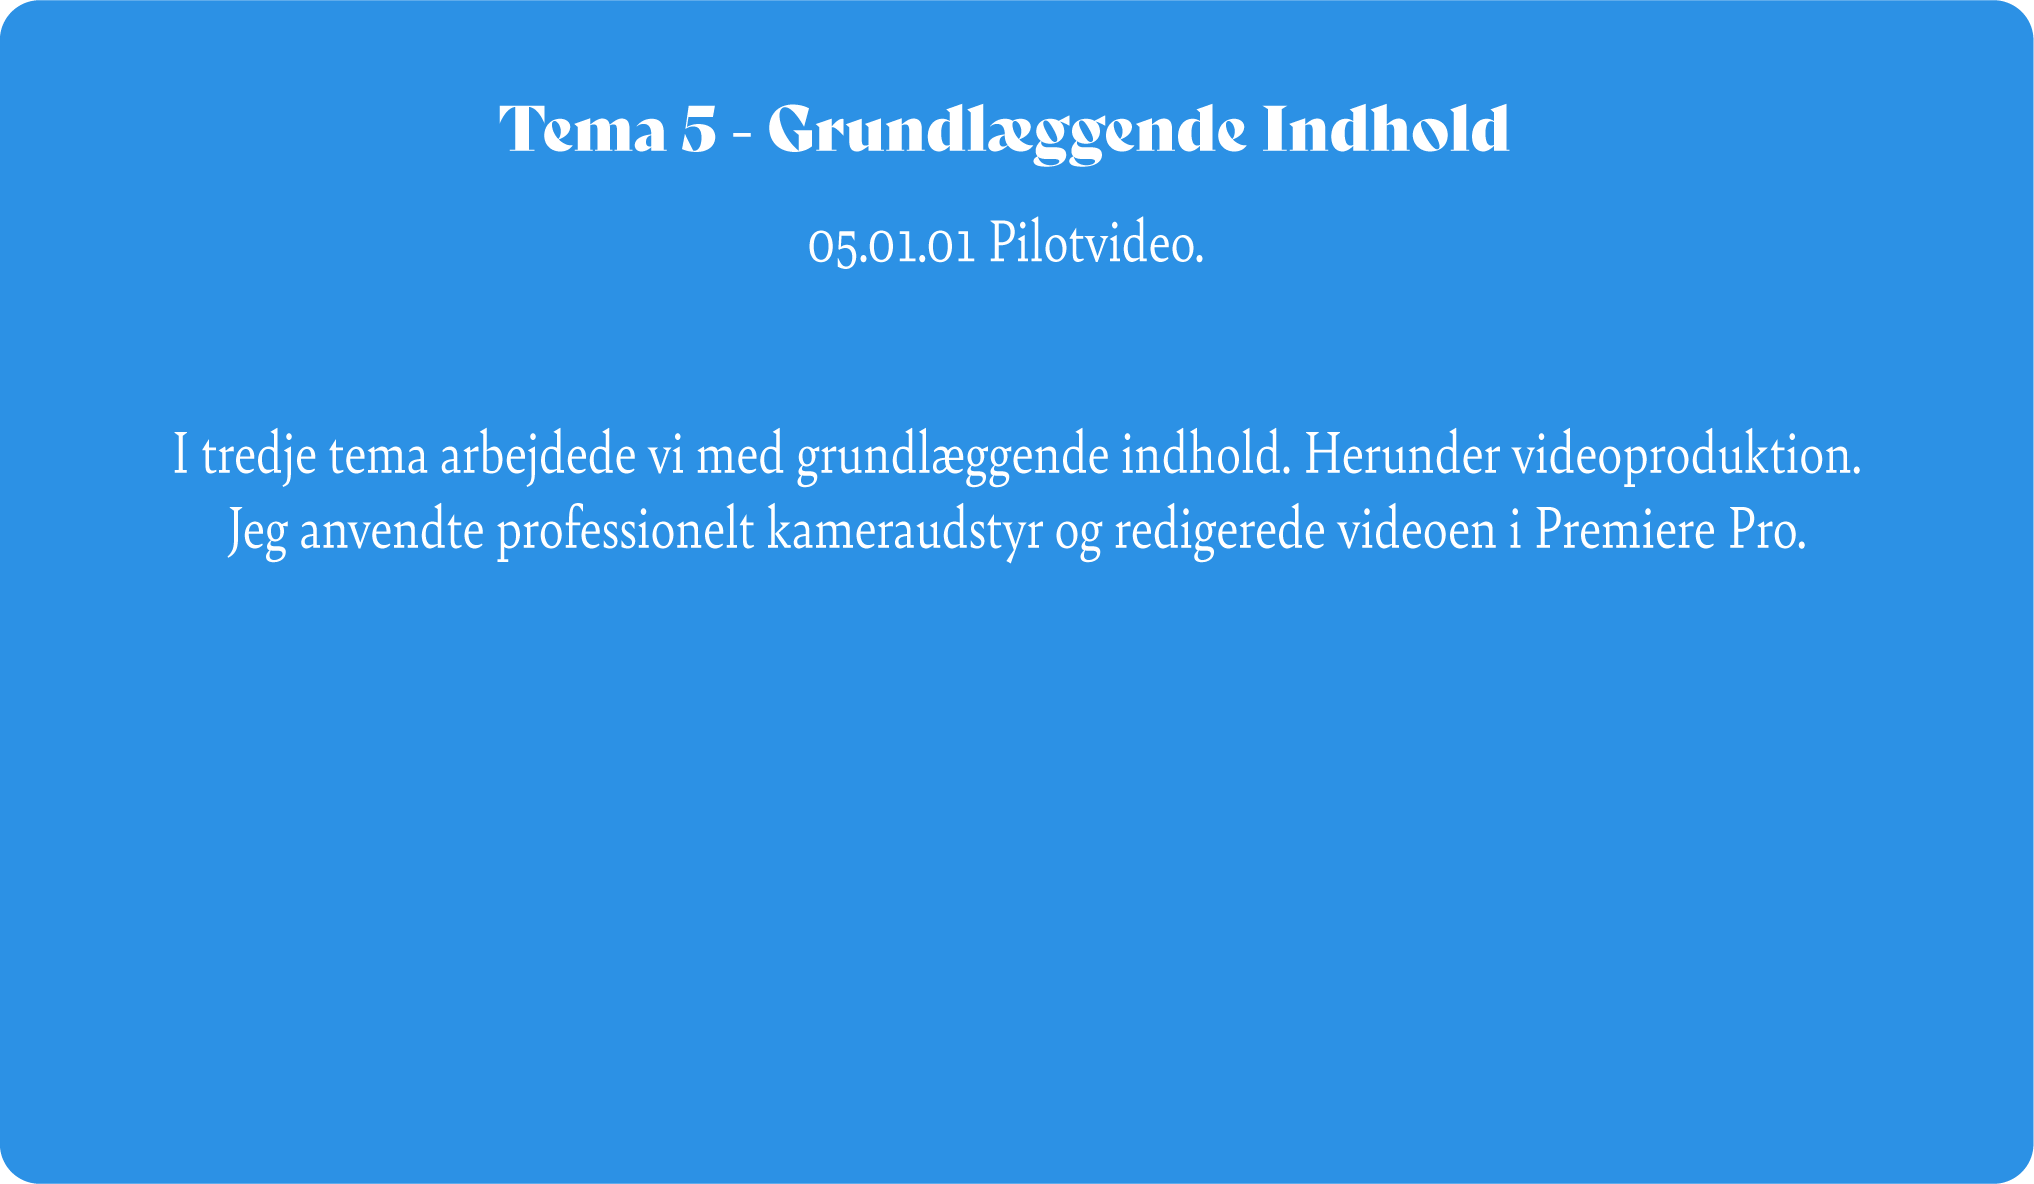 Tema 5 - Grundlæggende Indhold
05.01.01 Pilotvideo.
I tredje tema arbejdede vi med grundlæggende indhold. Herunder videoproduktion.
Jeg anvendte professionelt kameraudstyr og redigerede videoen i Premiere Pro.